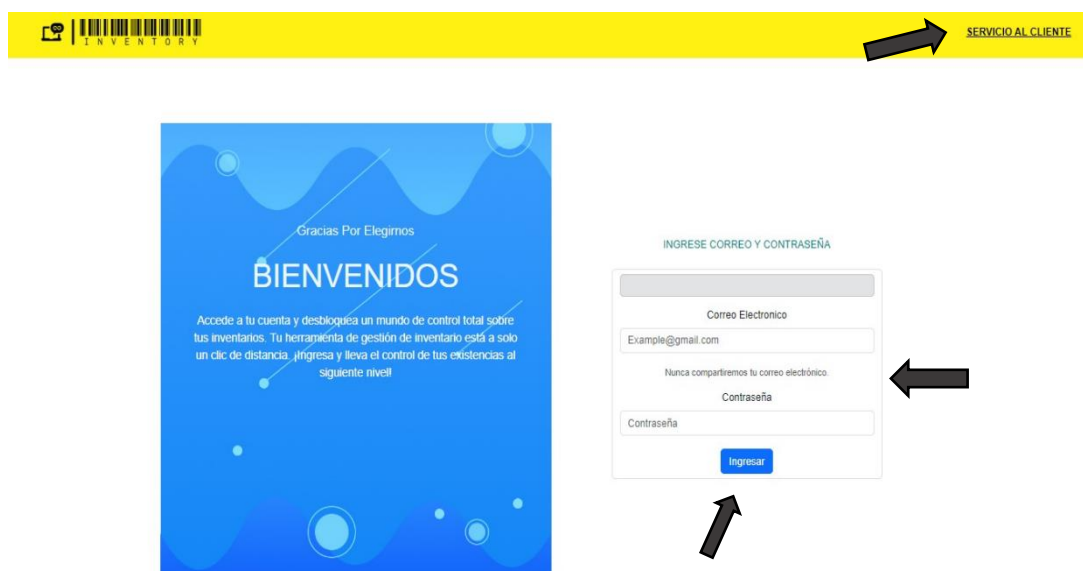 INVENTORY
SERVICIO AL CLIENTE
Gracias Por Elegirnos
BIENVENIDOS
Accede a tu cuenta y desbloquea un mundo de control total sobre
tus inventarios. Tu herramienta de gestión de inventario está a solo
un clic de distancia. ¡Ingresa y lleva el control de tus existencias al
siguiente nivel!
INGRESE CORREO Y CONTRASEÑA
Correo Electronico
Example@gmail.com
Nunca compartiremos tu correo electrónico.
Contraseña
Contraseña
Ingresar